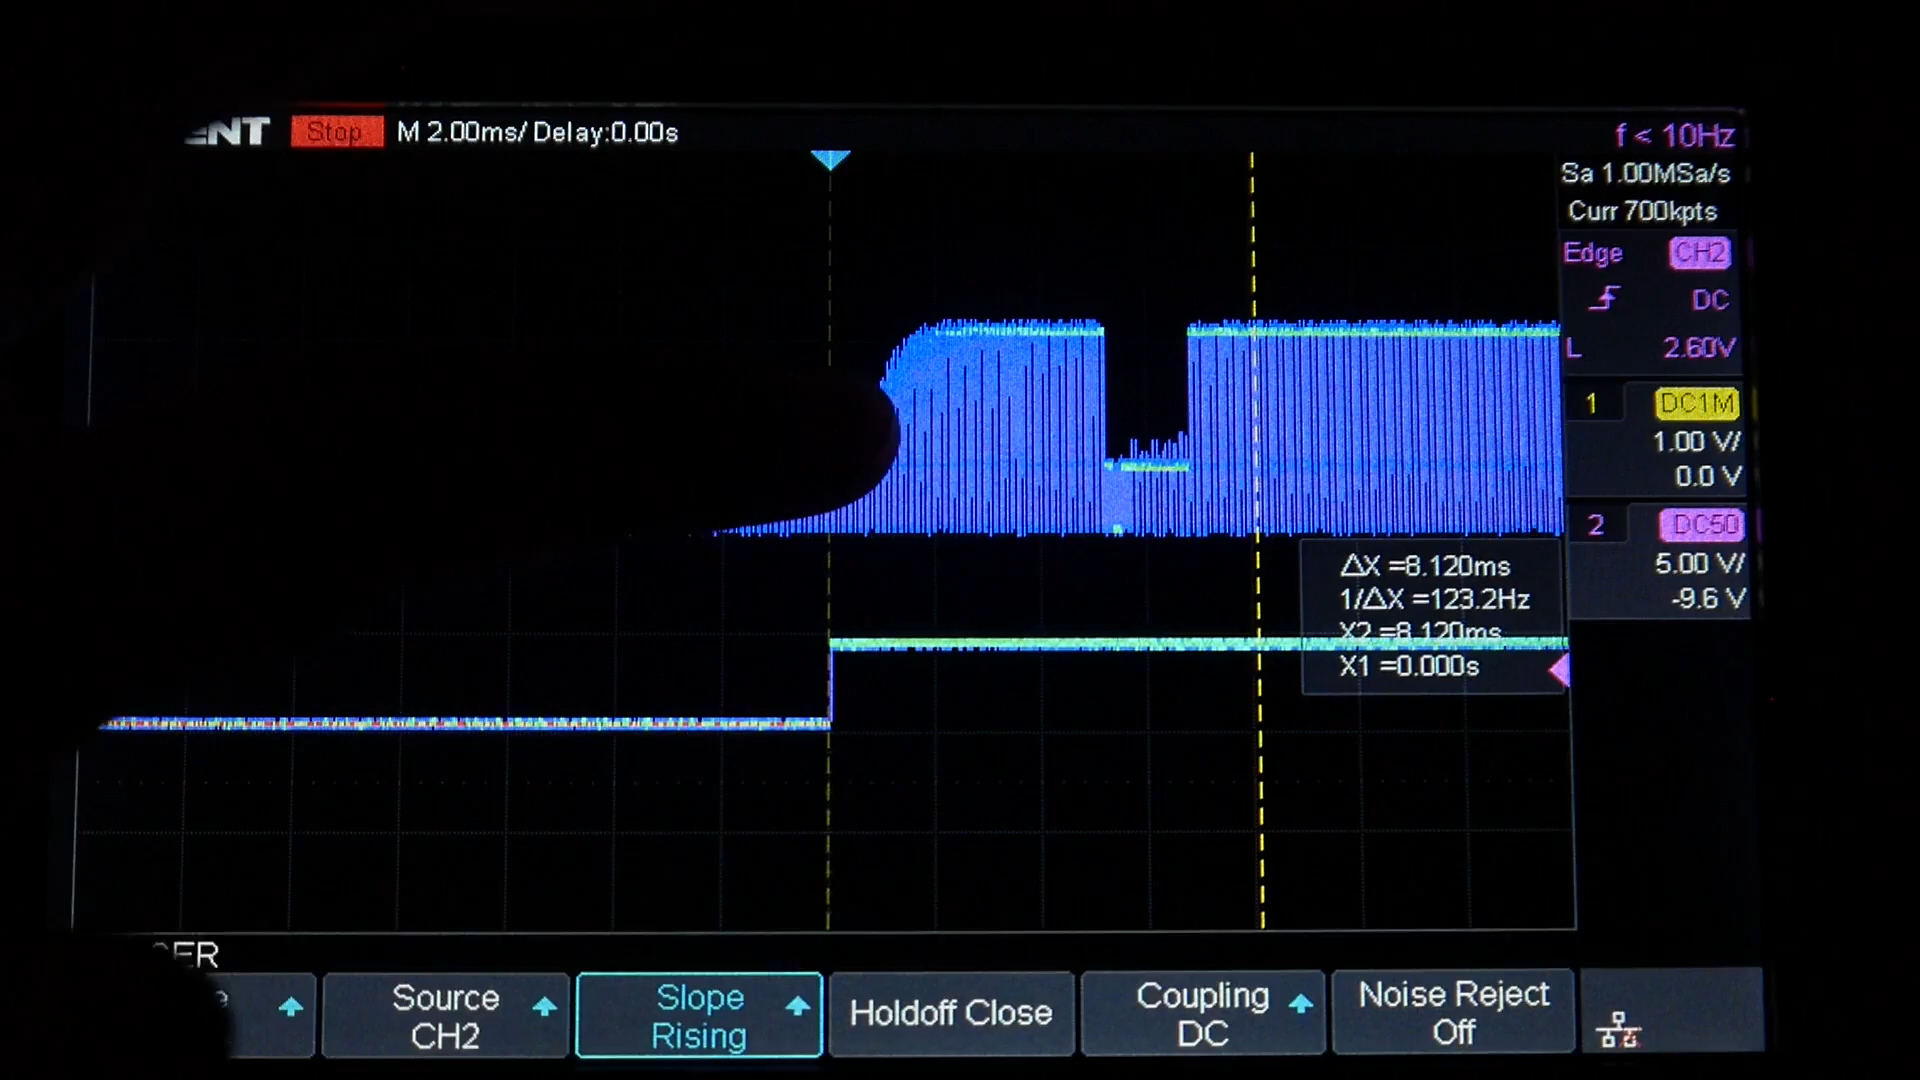 Stop M 2.00ms/ Delay:0.00s
f < 10Hz
Sa 1.00MSa/s
Curr 700kpts
Edge CH2
DC
L 2.60V
1 DC1M
1.00 V/
0.0 V
2 DC50
5.00 V/
-9.6 V
ΔX =8.120ms
1/ΔX =123.2Hz
X2 =8.120ms
X1 =0.000s
Source
CH2
Slope
Rising
Holdoff Close
Coupling
DC
Noise Reject
Off